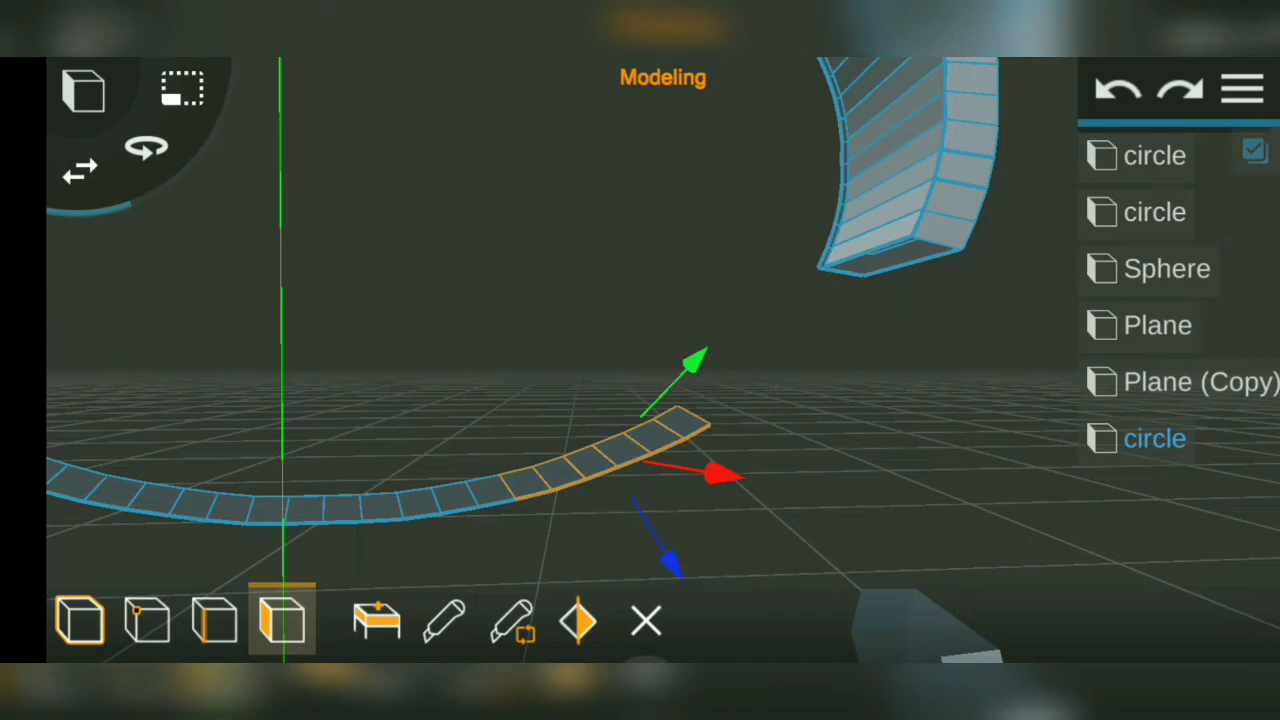 Modeling
circle
circle
Sphere
Plane
Plane (Copy)
circle